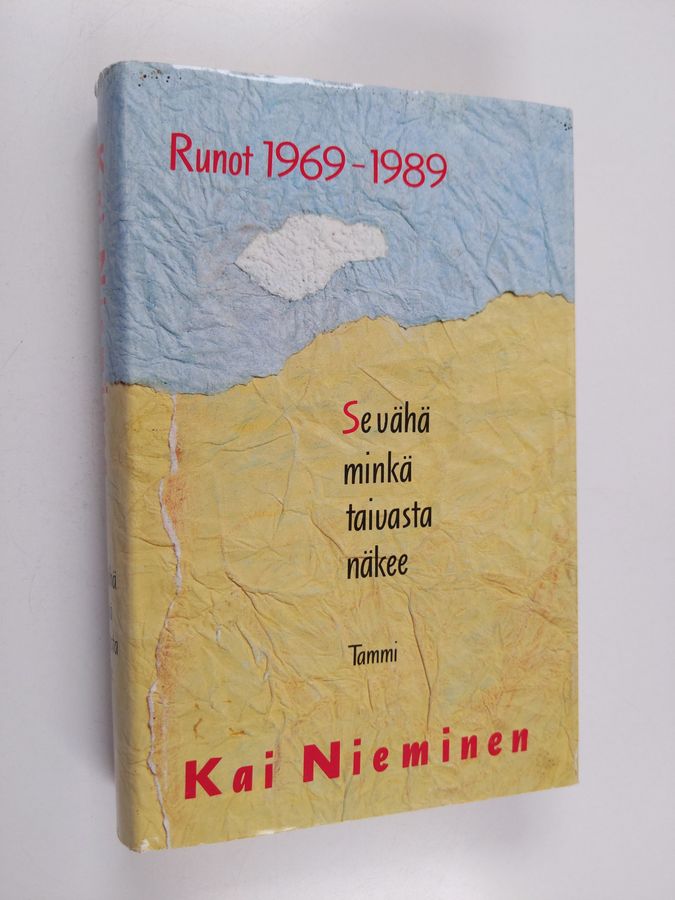 Runot 1969-1989
Se vähä
minkä
taivasta
näkee
Tammi
Kai Nieminen